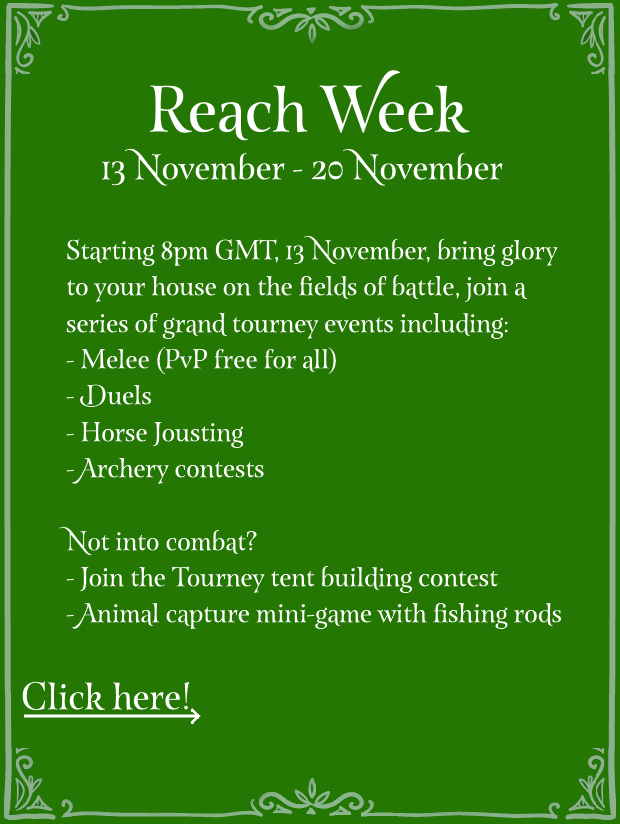 Reach Week
13 November - 20 November
Starting 8pm GMT, 13 November, bring glory
to your house on the fields of battle, join a
series of grand tourney events including:
- Melee (PvP free for all)
- Duels
- Horse Jousting
- Archery contests
Not into combat?
- Join the Tourney tent building contest
- Animal capture mini-game with fishing rods
Click here!